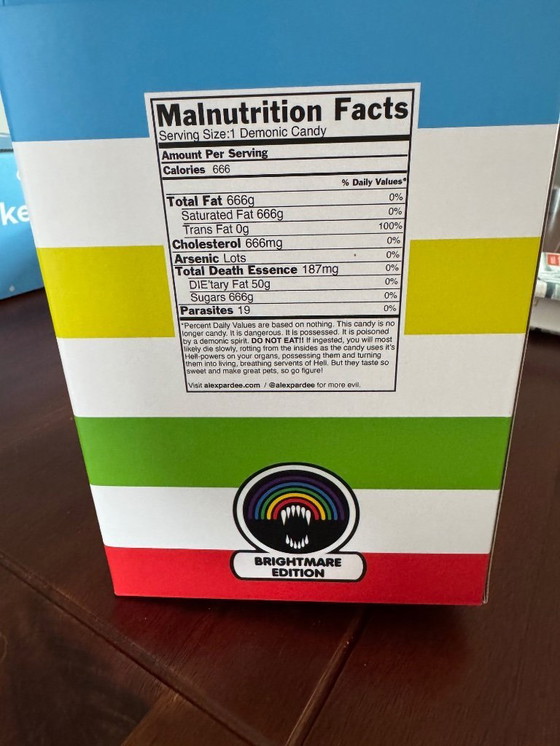 Malnutrition Facts
Serving Size:1 Demonic Candy
Amount Per Serving
Calories 666
% Daily Values*
Total Fat 666g 0%
Saturated Fat 666g 0%
Trans Fat 0g 100%
Cholesterol 666mg 0%
Arsenic Lots 0%
Total Death Essence 187mg 0%
DIE'tary Fat 50g 0%
Sugars 666g 0%
Parasites 19 0%
*Percent Daily Values are based on nothing. This candy is no
longer candy. It is dangerous. It is possessed. It is poisoned
by a demonic spirit. DO NOT EAT!! If ingested, you will most
likely die slowly, rotting from the insides as the candy uses it's
Hell-powers on your organs, possessing them and turning
them into living, breathing servents of Hell. But they taste so
sweet and make great pets, so go figure!
Visit alexpardee.com / @alexpardee for more evil.
BRIGHTMARE
EDITION
ke